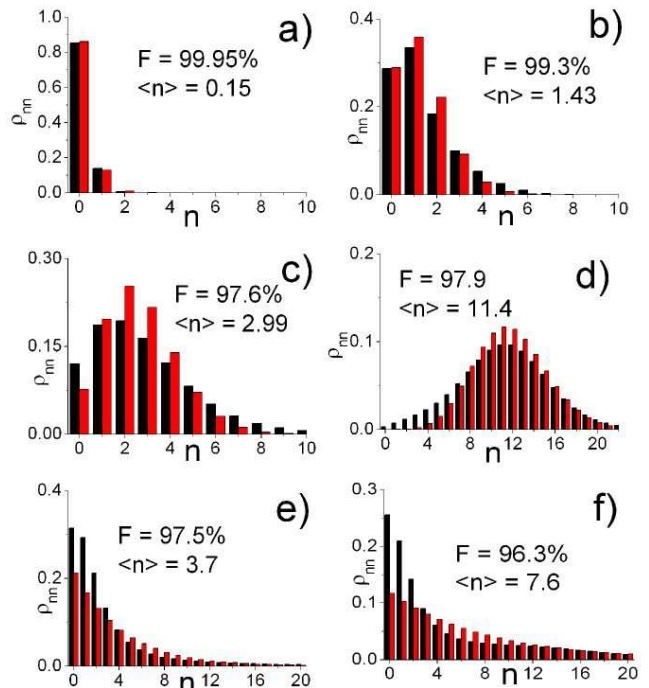 a)
F = 99.95%
<n> = 0.15
ρnn
1.0
0.8
0.6
0.4
0.2
0.0
0 2 4 6 8 10
n
b)
F = 99.3%
<n> = 1.43
ρnn
0.4
0.2
0.0
0 2 4 6 8 10
n
c)
F = 97.6%
<n> = 2.99
ρnn
0.30
0.15
0.00
0 2 4 6 8 10
n
d)
F = 97.9
<n> = 11.4
ρnn
0.2
0.1
0.0
0 4 8 12 16 20
n
e)
F = 97.5%
<n> = 3.7
ρnn
0.4
0.2
0.0
0 4 8 12 16 20
n
f)
F = 96.3%
<n> = 7.6
ρnn
0.3
0.2
0.1
0.0
0 4 8 12 16 20
n